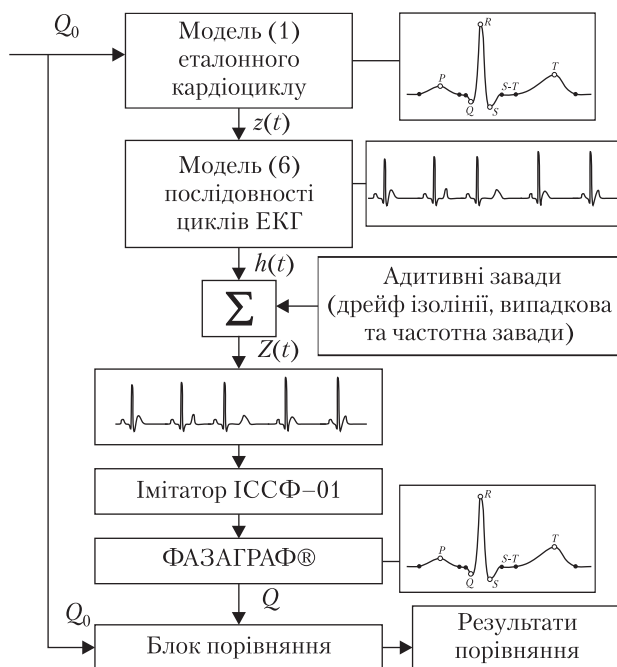 Q₀
Модель (1)
еталонного
кардіоциклу
P
Q
R
S
S-T
T
z(t)
Модель (6)
послідовності
циклів ЕКГ
h(t)
Σ
Адитивні завади
(дрейф ізолінії, випадкова
та частотна завади)
Z(t)
Імітатор ІССФ–01
ФАЗАГРАФ®
P
Q
R
S
S-T
T
Q₀
Q
Блок порівняння
Результати
порівняння